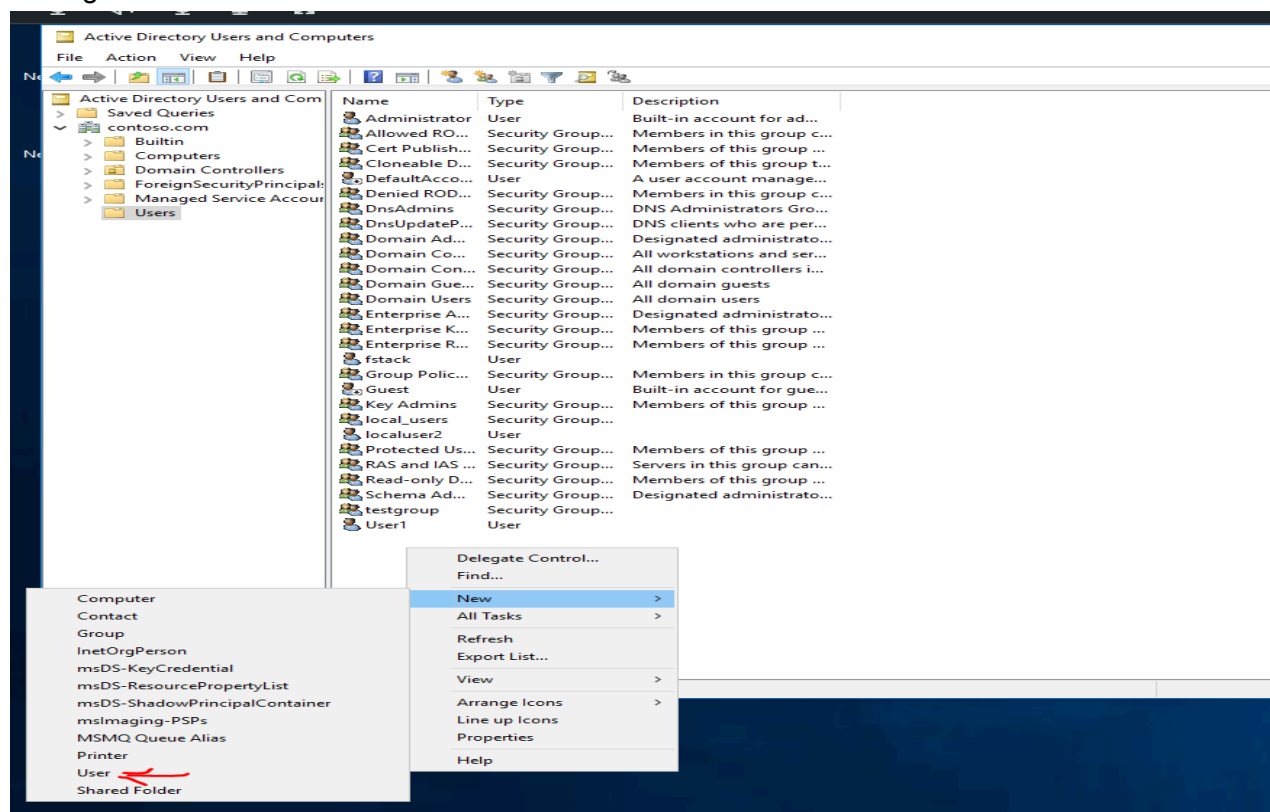 Active Directory Users and Computers
File Action View Help
Active Directory Users and Com
Saved Queries
contoso.com
Builtin
Computers
Domain Controllers
ForeignSecurityPrincipals
Managed Service Accour
Users
Name Type Description
Administrator User Built-in account for ad...
Allowed RO... Security Group... Members in this group c...
Cert Publish... Security Group... Members of this group ...
Cloneable D... Security Group... Members of this group t...
DefaultAcco... User A user account manage...
Denied ROD... Security Group... Members in this group c...
DnsAdmins Security Group... DNS Administrators Gro...
DnsUpdateP... Security Group... DNS clients who are per...
Domain Ad... Security Group... Designated administrato...
Domain Co... Security Group... All workstations and ser...
Domain Con... Security Group... All domain controllers i...
Domain Gue... Security Group... All domain guests
Domain Users Security Group... All domain users
Enterprise A... Security Group... Designated administrato...
Enterprise K... Security Group... Members of this group ...
Enterprise R... Security Group... Members of this group ...
fstack User
Group Polic... Security Group... Members in this group c...
Guest User Built-in account for gue...
Key Admins Security Group... Members of this group ...
local_users Security Group...
localuser2 User
Protected Us... Security Group... Members of this group ...
RAS and IAS ... Security Group... Servers in this group can...
Read-only D... Security Group... Members of this group ...
Schema Ad... Security Group... Designated administrato...
testgroup Security Group...
User1 User
Delegate Control...
Find...
New
All Tasks
Refresh
Export List...
View
Arrange Icons
Line up Icons
Properties
Help
Computer
Contact
Group
InetOrgPerson
msDS-KeyCredential
msDS-ResourcePropertyList
msDS-ShadowPrincipalContainer
msImaging-PSPs
MSMQ Queue Alias
Printer
User
Shared Folder